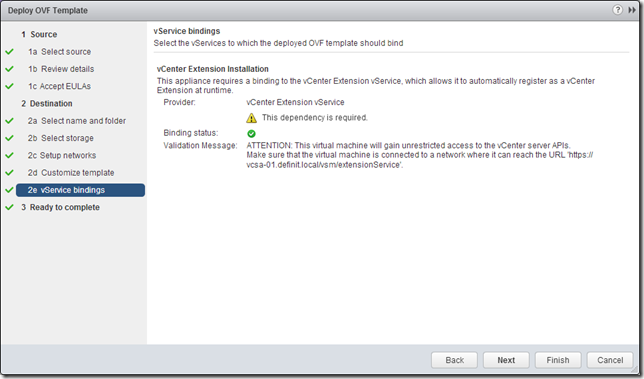 Deploy OVF Template
?
1 Source
1a Select source
1b Review details
1c Accept EULAs
2 Destination
2a Select name and folder
2b Select storage
2c Setup networks
2d Customize template
2e vService bindings
3 Ready to complete
vService bindings
Select the vServices to which the deployed OVF template should bind
vCenter Extension Installation
This appliance requires a binding to the vCenter Extension vService, which allows it to automatically register as a vCenter
Extension at runtime.
Provider: vCenter Extension vService
This dependency is required.
Binding status:
Validation Message: ATTENTION: This virtual machine will gain unrestricted access to the vCenter server APIs.
Make sure that the virtual machine is connected to a network where it can reach the URL 'https://
vcsa-01.definit.local/vsm/extensionService'.
Back Next Finish Cancel